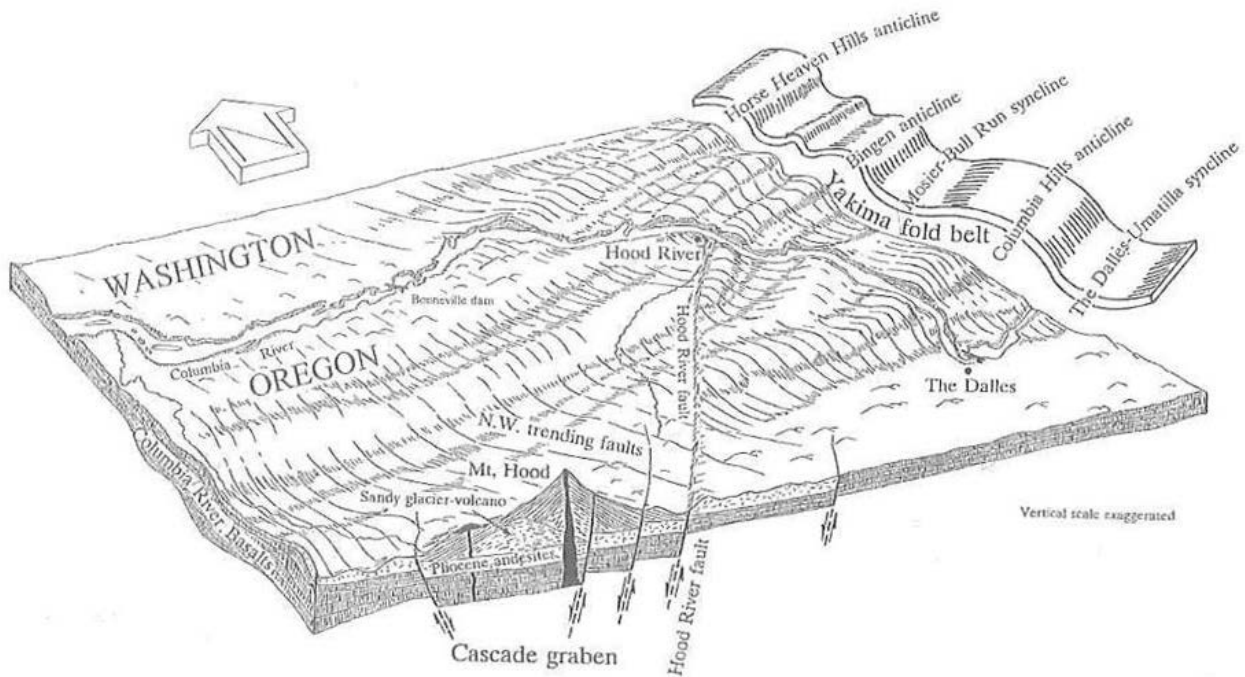 Horse Heaven Hills anticline
Bingen anticline
Mosier-Bull Run syncline
Columbia Hills anticline
The Dalles-Umatilla syncline
Yakima fold belt
N
WASHINGTON
Hood River
Bonneville dam
Columbia River
OREGON
Hood River fault
The Dalles
N.W. trending faults
Mt. Hood
Sandy glacier-volcano
Columbia River Basalts
Pliocene andesites
Vertical scale exaggerated
Hood River fault
Cascade graben